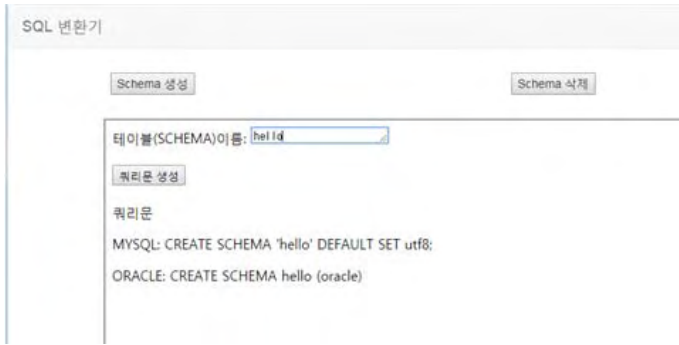 SQL 변환기
Schema 생성 Schema 삭제
테이블(SCHEMA)이름: hello
쿼리문 생성
쿼리문
MYSQL: CREATE SCHEMA 'hello' DEFAULT SET utf8;
ORACLE: CREATE SCHEMA hello (oracle)